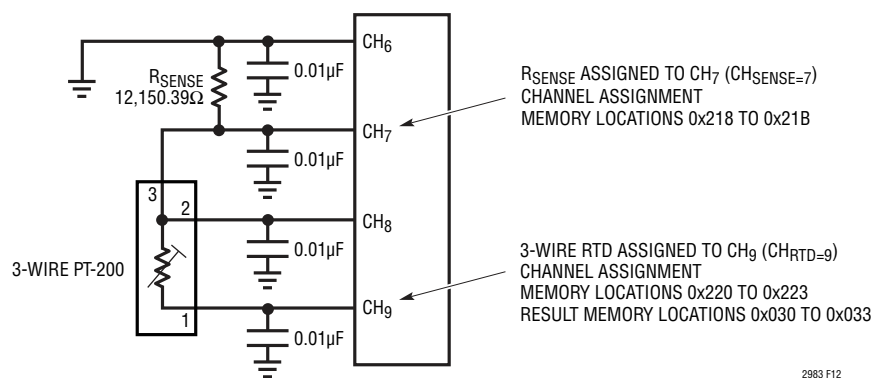 CH6
RSENSE
12,150.39Ω
0.01µF
CH7
0.01µF
3
2
CH8
3-WIRE PT-200
0.01µF
1
CH9
0.01µF
RSENSE ASSIGNED TO CH7 (CHSENSE=7)
CHANNEL ASSIGNMENT
MEMORY LOCATIONS 0x218 TO 0x21B
3-WIRE RTD ASSIGNED TO CH9 (CHRTD=9)
CHANNEL ASSIGNMENT
MEMORY LOCATIONS 0x220 TO 0x223
RESULT MEMORY LOCATIONS 0x030 TO 0x033
2983 F12